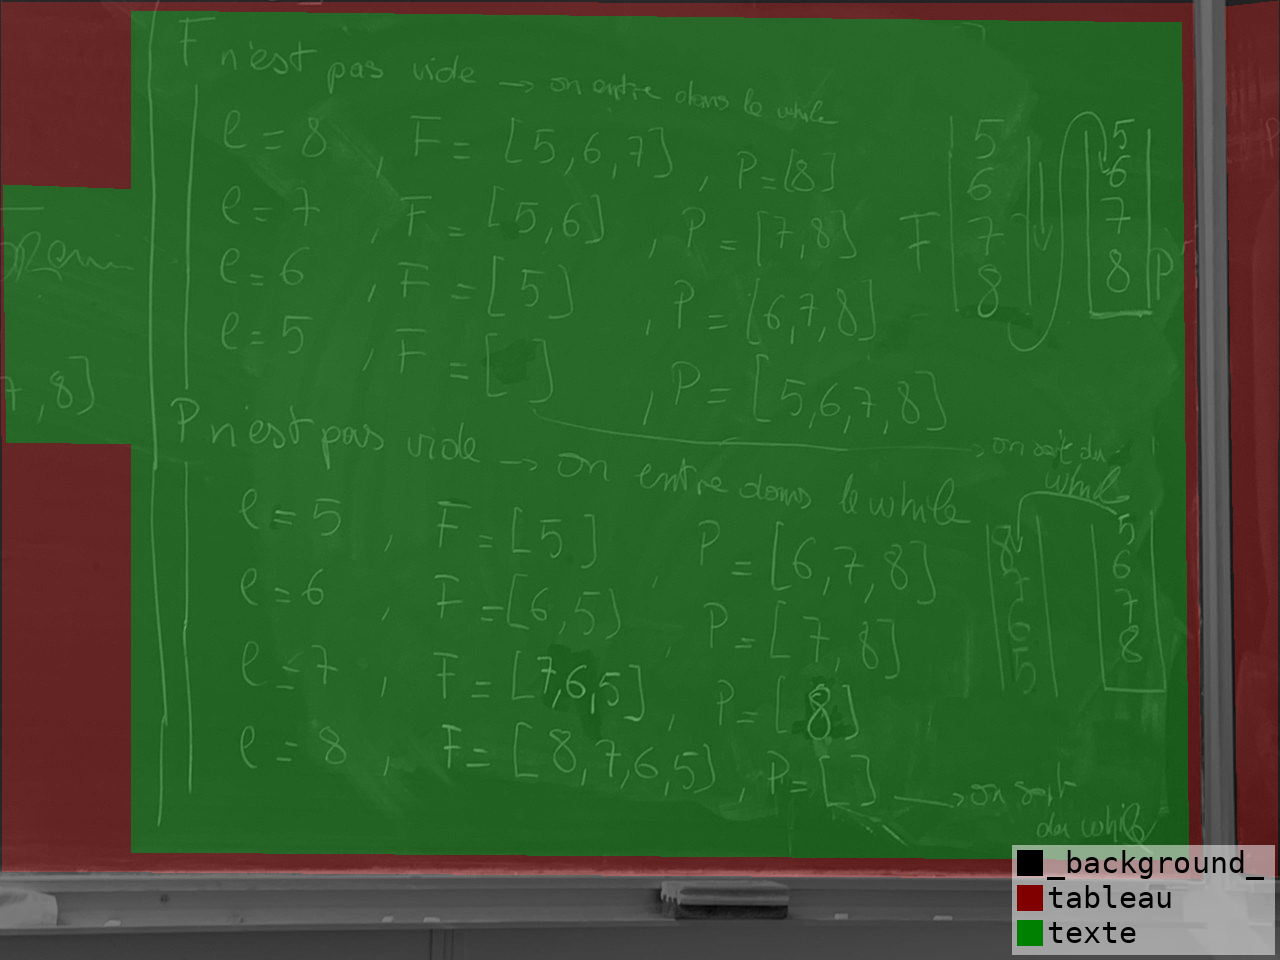 F n'est pas vide → on entre dans le while
e = 8 , F = [5,6,7] , P = [8]
e = 7 , F = [5,6] , P = [7,8]
e = 6 , F = [5] , P = [6,7,8]
e = 5 , F = [ ] , P = [5,6,7,8]
→ on sort du while
F
5
6
7
8
5
6
7
8
P
7,8]
P n'est pas vide → on entre dans le while
e = 5 , F = [5] , P = [6,7,8]
e = 6 , F = [6,5] , P = [7,8]
e = 7 , F = [7,6,5] , P = [8]
e = 8 , F = [8,7,6,5] , P = [ ] → on sort du while
8
7
6
5
5
6
7
8
_background_
tableau
texte